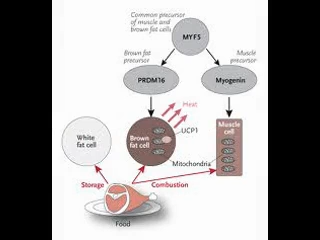 Common precursor
of muscle and
brown fat cells
MYF5
Brown fat
precursor
Muscle
precursor
PRDM16
Myogenin
Heat
UCP1
White
fat cell
Brown
fat cell
Muscle
cell
Mitochondria
Storage
Combustion
Food